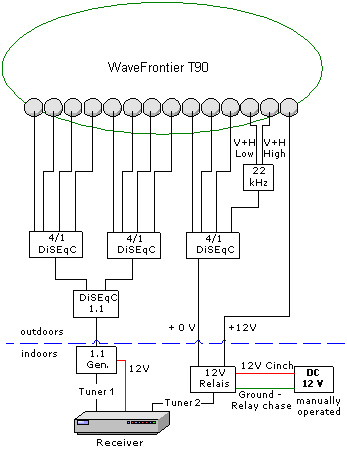 WaveFrontier T90
V+H
Low
V+H
High
22
kHz
4/1
DiSEqC
4/1
DiSEqC
4/1
DiSEqC
DiSEqC
1.1
+ 0 V
+12V
outdoors
indoors
1.1
Gen.
12V
12V
Relais
12V Cinch
DC
12 V
Ground -
Relay chase
manually
operated
Tuner1
Tuner2
Receiver